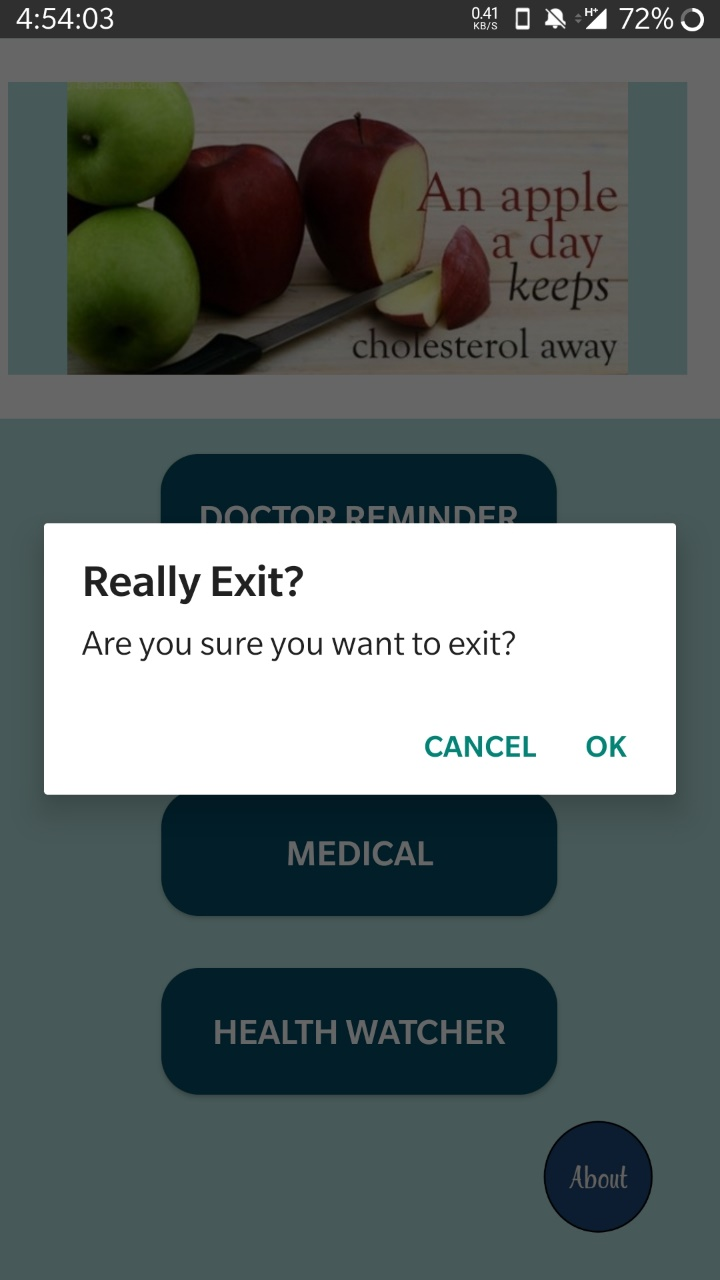 4:54:03
0.41
KB/S
H+
72%
An apple
a day
keeps
cholesterol away
DOCTOR REMINDER
Really Exit?
Are you sure you want to exit?
CANCEL
OK
MEDICAL
HEALTH WATCHER
About